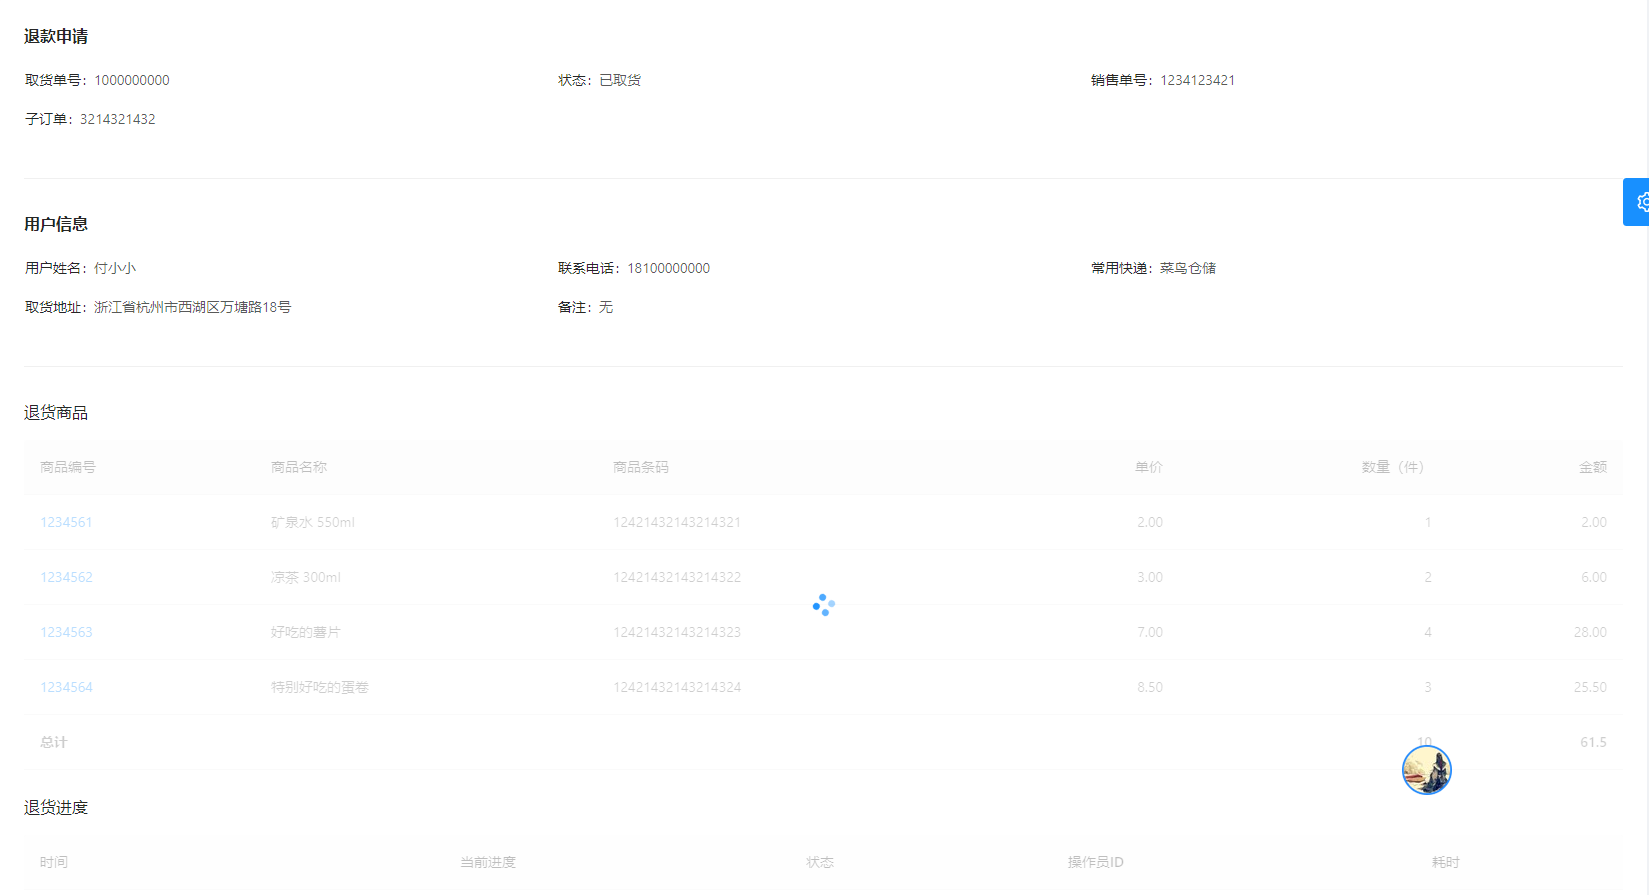 退款申请
取货单号：1000000000 状态：已取货 销售单号：1234123421
子订单：3214321432
用户信息
用户姓名：付小小 联系电话：18100000000 常用快递：菜鸟仓储
取货地址：浙江省杭州市西湖区万塘路18号 备注：无
退货商品
商品编号 商品名称 商品条码 单价 数量（件） 金额
1234561 矿泉水 550ml 12421432143214321 2.00 1 2.00
1234562 凉茶 300ml 12421432143214322 3.00 2 6.00
1234563 好吃的薯片 12421432143214323 7.00 4 28.00
1234564 特别好吃的蛋卷 12421432143214324 8.50 3 25.50
总计 10 61.5
退货进度
时间 当前进度 状态 操作员ID 耗时